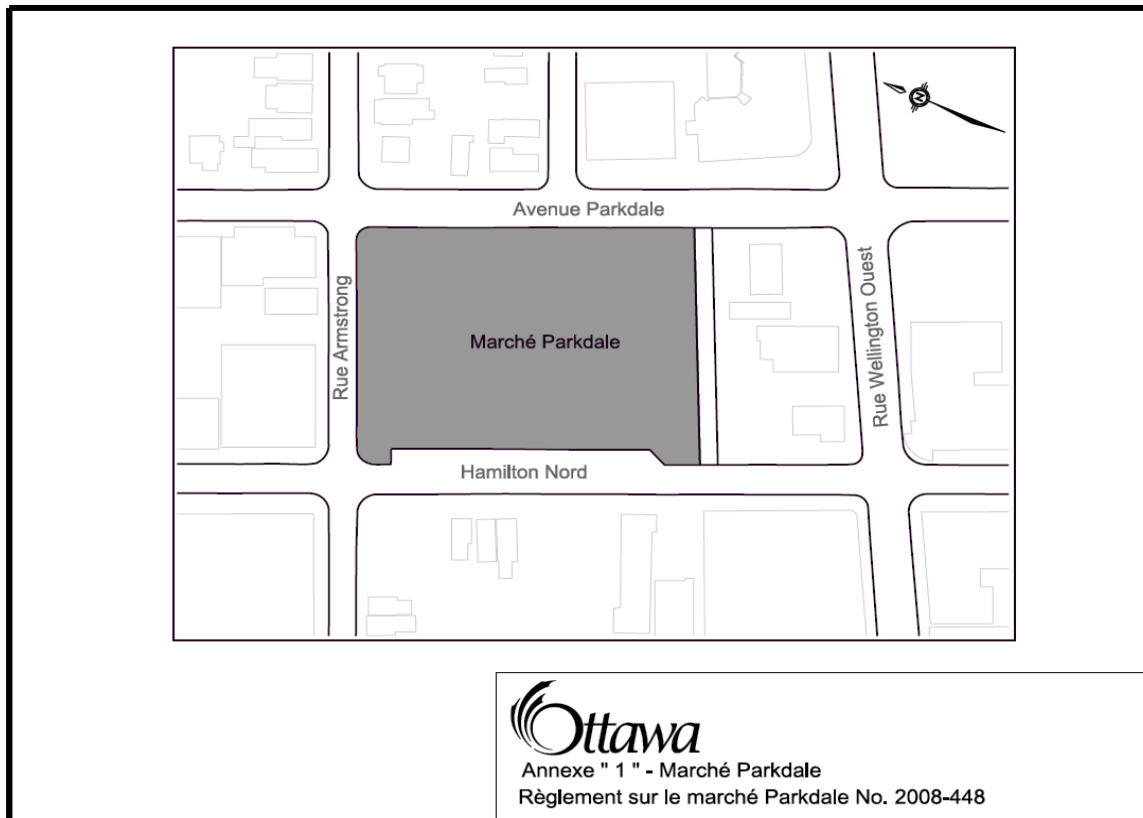 N
Avenue Parkdale
Rue Armstrong
Marché Parkdale
Rue Wellington Ouest
Hamilton Nord
Ottawa
Annexe " 1 " - Marché Parkdale
Règlement sur le marché Parkdale No. 2008-448